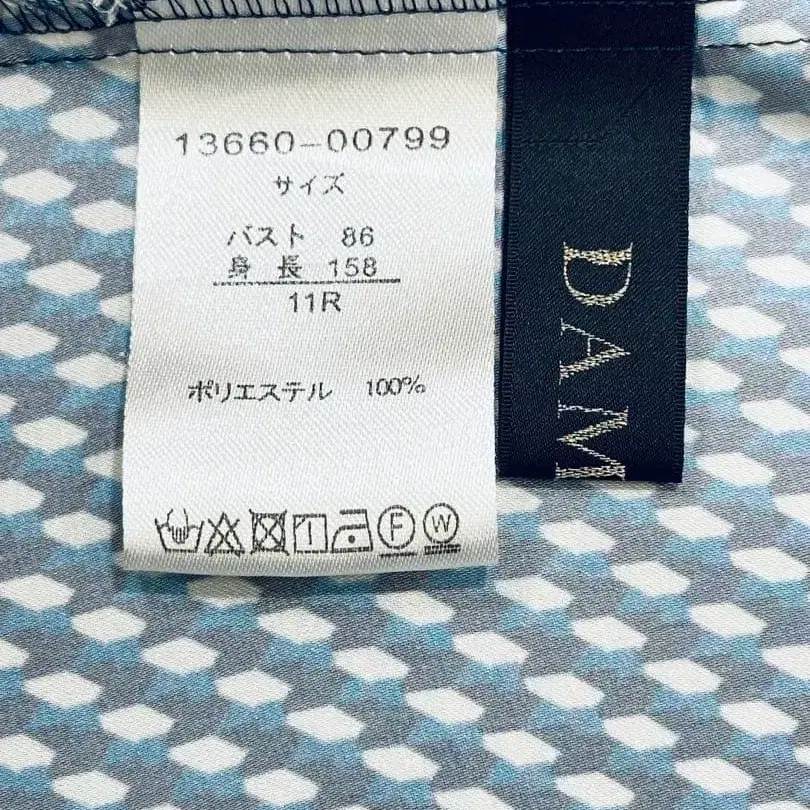 13660-00799
サイズ
バスト 86
身長 158
11R
ポリエステル 100%
F W
DAM